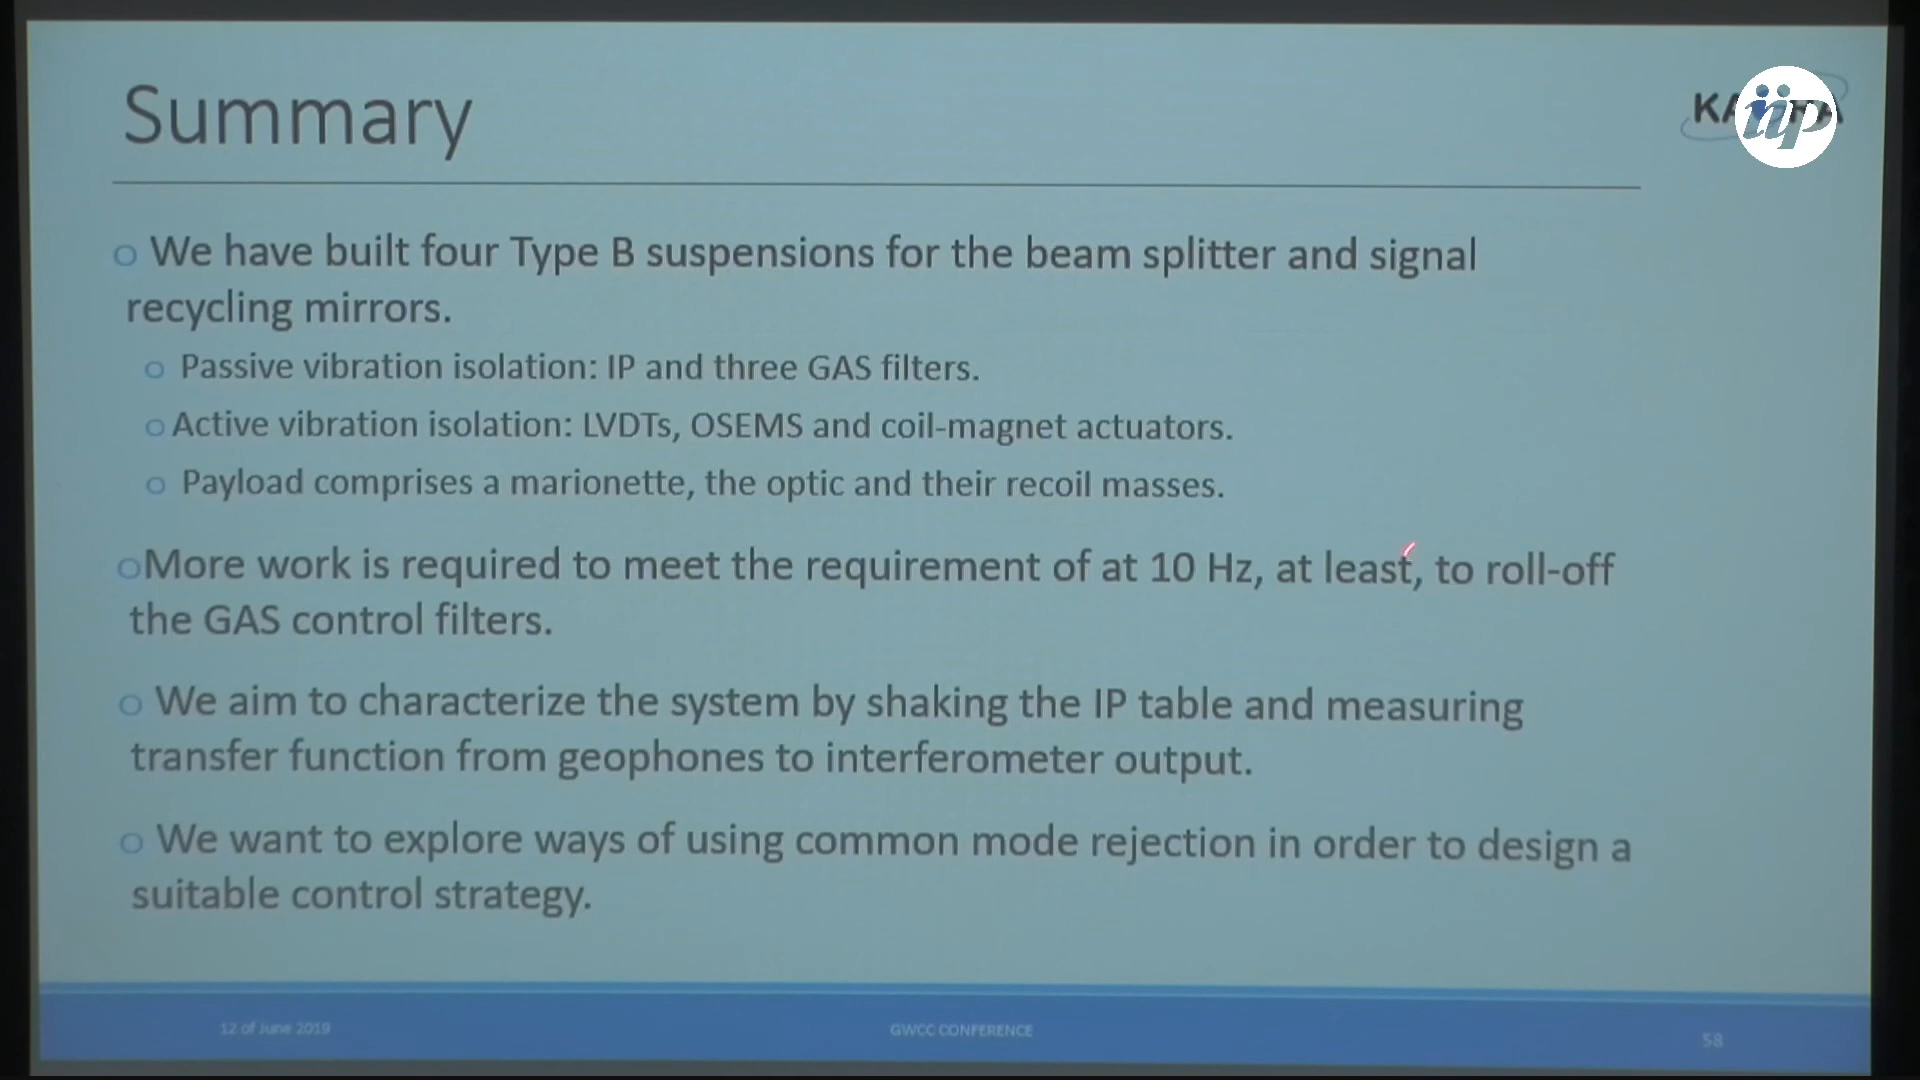 Summary
KA RA
iip
o We have built four Type B suspensions for the beam splitter and signal
recycling mirrors.
o Passive vibration isolation: IP and three GAS filters.
o Active vibration isolation: LVDTs, OSEMS and coil-magnet actuators.
o Payload comprises a marionette, the optic and their recoil masses.
oMore work is required to meet the requirement of at 10 Hz, at least, to roll-off
the GAS control filters.
o We aim to characterize the system by shaking the IP table and measuring
transfer function from geophones to interferometer output.
o We want to explore ways of using common mode rejection in order to design a
suitable control strategy.
12 of June 2019
GWCC CONFERENCE
58